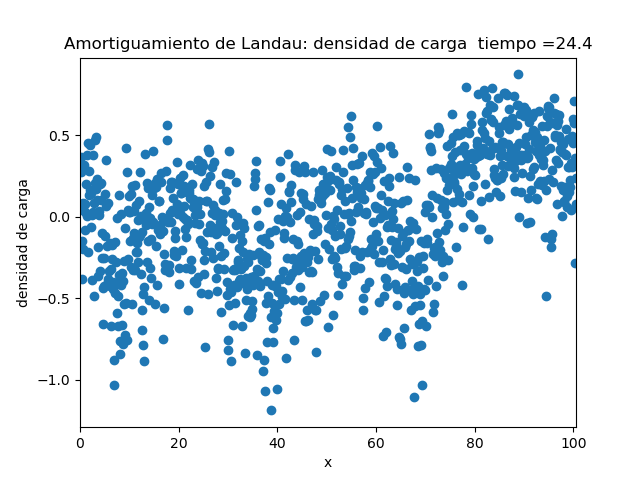 Amortiguamiento de Landau: densidad de carga  tiempo =24.4
densidad de carga
0.5
0.0
−0.5
−1.0
0 20 40 60 80 100
x